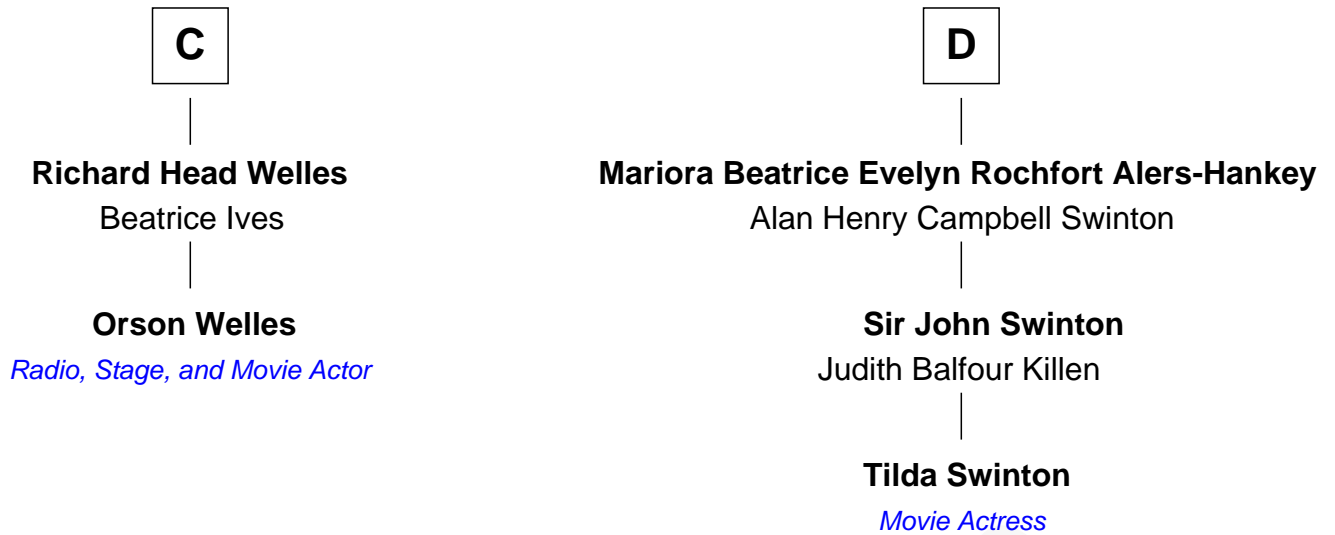 C
Richard Head Welles
Beatrice Ives
Orson Welles
Radio, Stage, and Movie Actor
D
Mariora Beatrice Evelyn Rochfort Alers-Hankey
Alan Henry Campbell Swinton
Sir John Swinton
Judith Balfour Killen
Tilda Swinton
Movie Actress